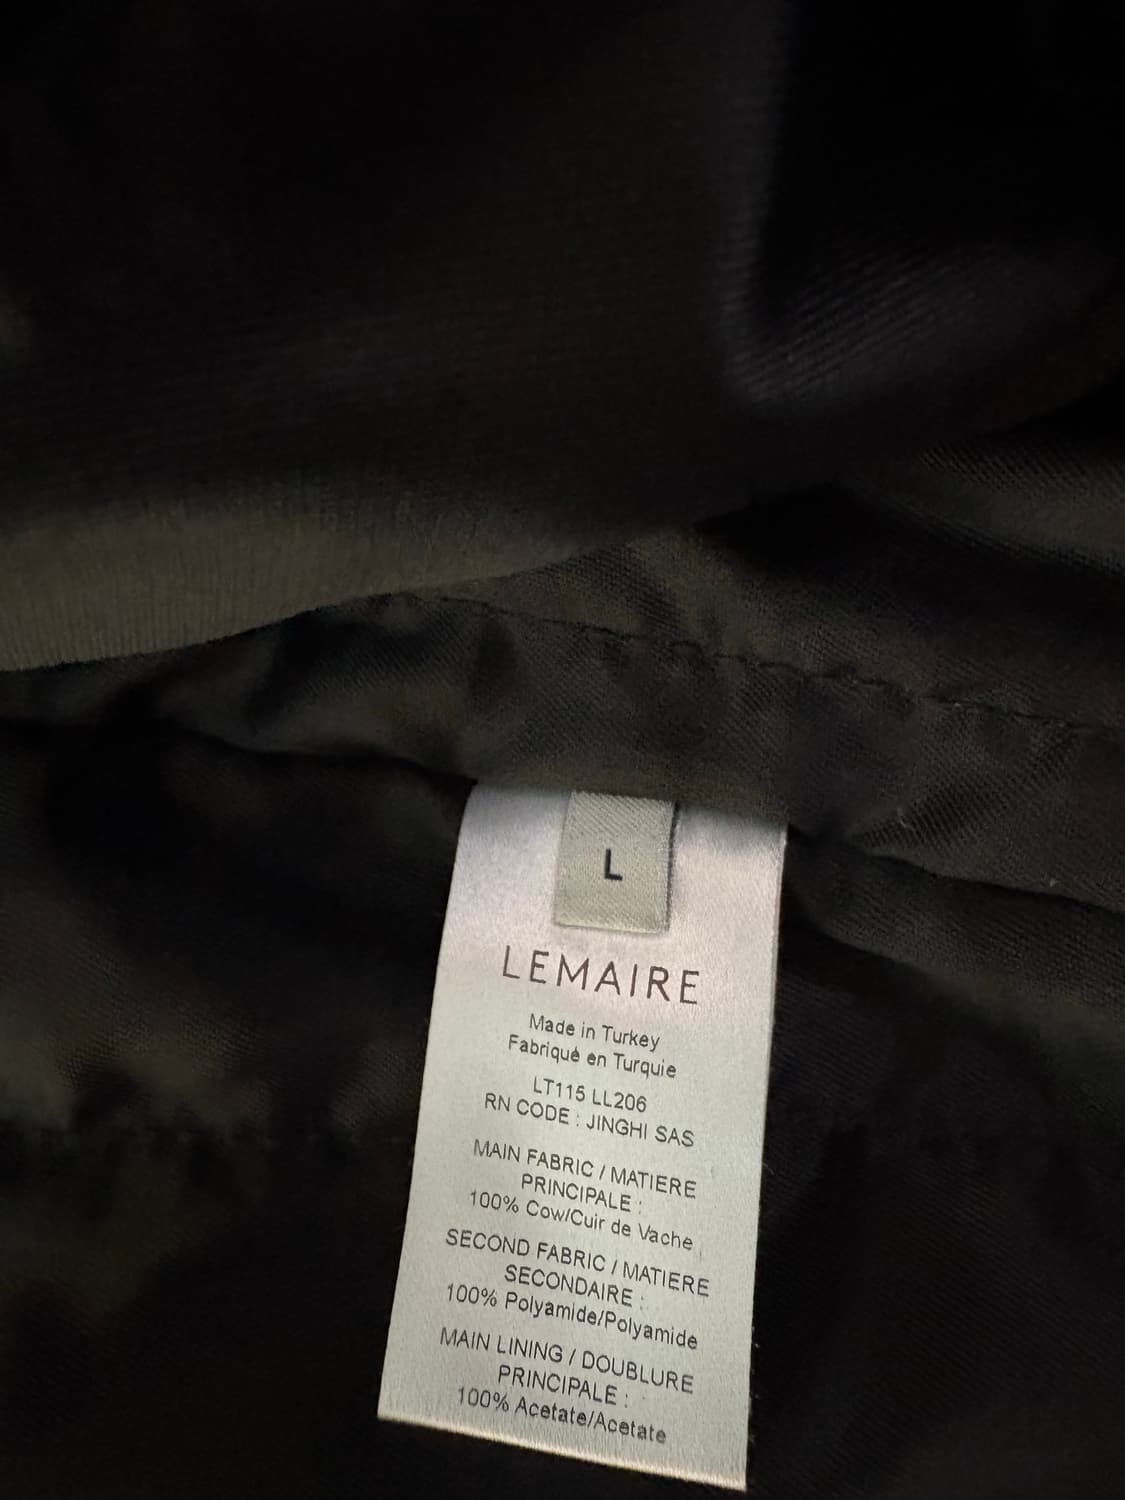 L
LEMAIRE
Made in Turkey
Fabriqué en Turquie
LT115 LL206
RN CODE : JINGHI SAS
MAIN FABRIC / MATIERE
PRINCIPALE :
100% Cow/Cuir de Vache
SECOND FABRIC / MATIERE
SECONDAIRE :
100% Polyamide/Polyamide
MAIN LINING / DOUBLURE
PRINCIPALE :
100% Acetate/Acetate